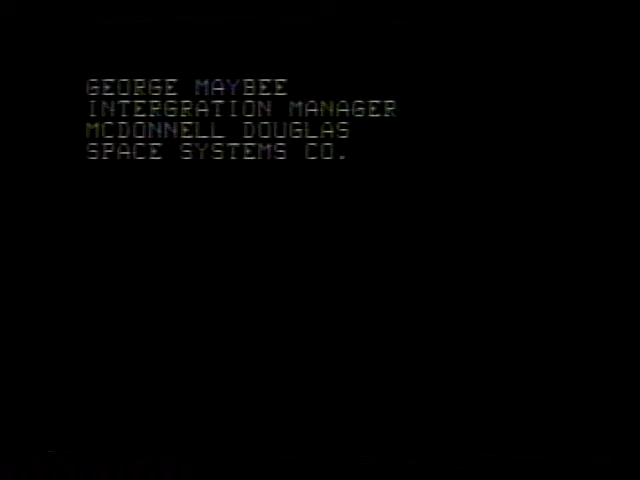 GEORGE MAYBEE
INTERGRATION MANAGER
MCDONNELL DOUGLAS
SPACE SYSTEMS CO.